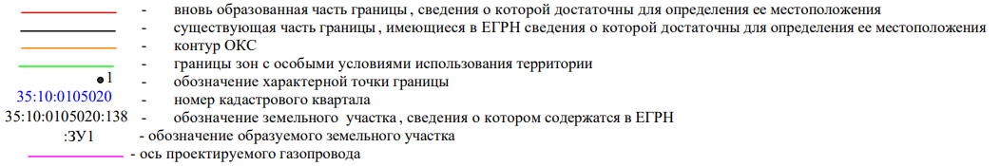 - вновь образованная часть границы, сведения о которой достаточны для определения ее местоположения
- существующая часть границы, имеющиеся в ЕГРН сведения о которой достаточны для определения ее местоположения
- контур ОКС
- границы зон с особыми условиями использования территории
1 - обозначение характерной точки границы
35:10:0105020 - номер кадастрового квартала
35:10:0105020:138 - обозначение земельного участка, сведения о котором содержатся в ЕГРН
:ЗУ1 - обозначение образуемого земельного участка
- ось проектируемого газопровода